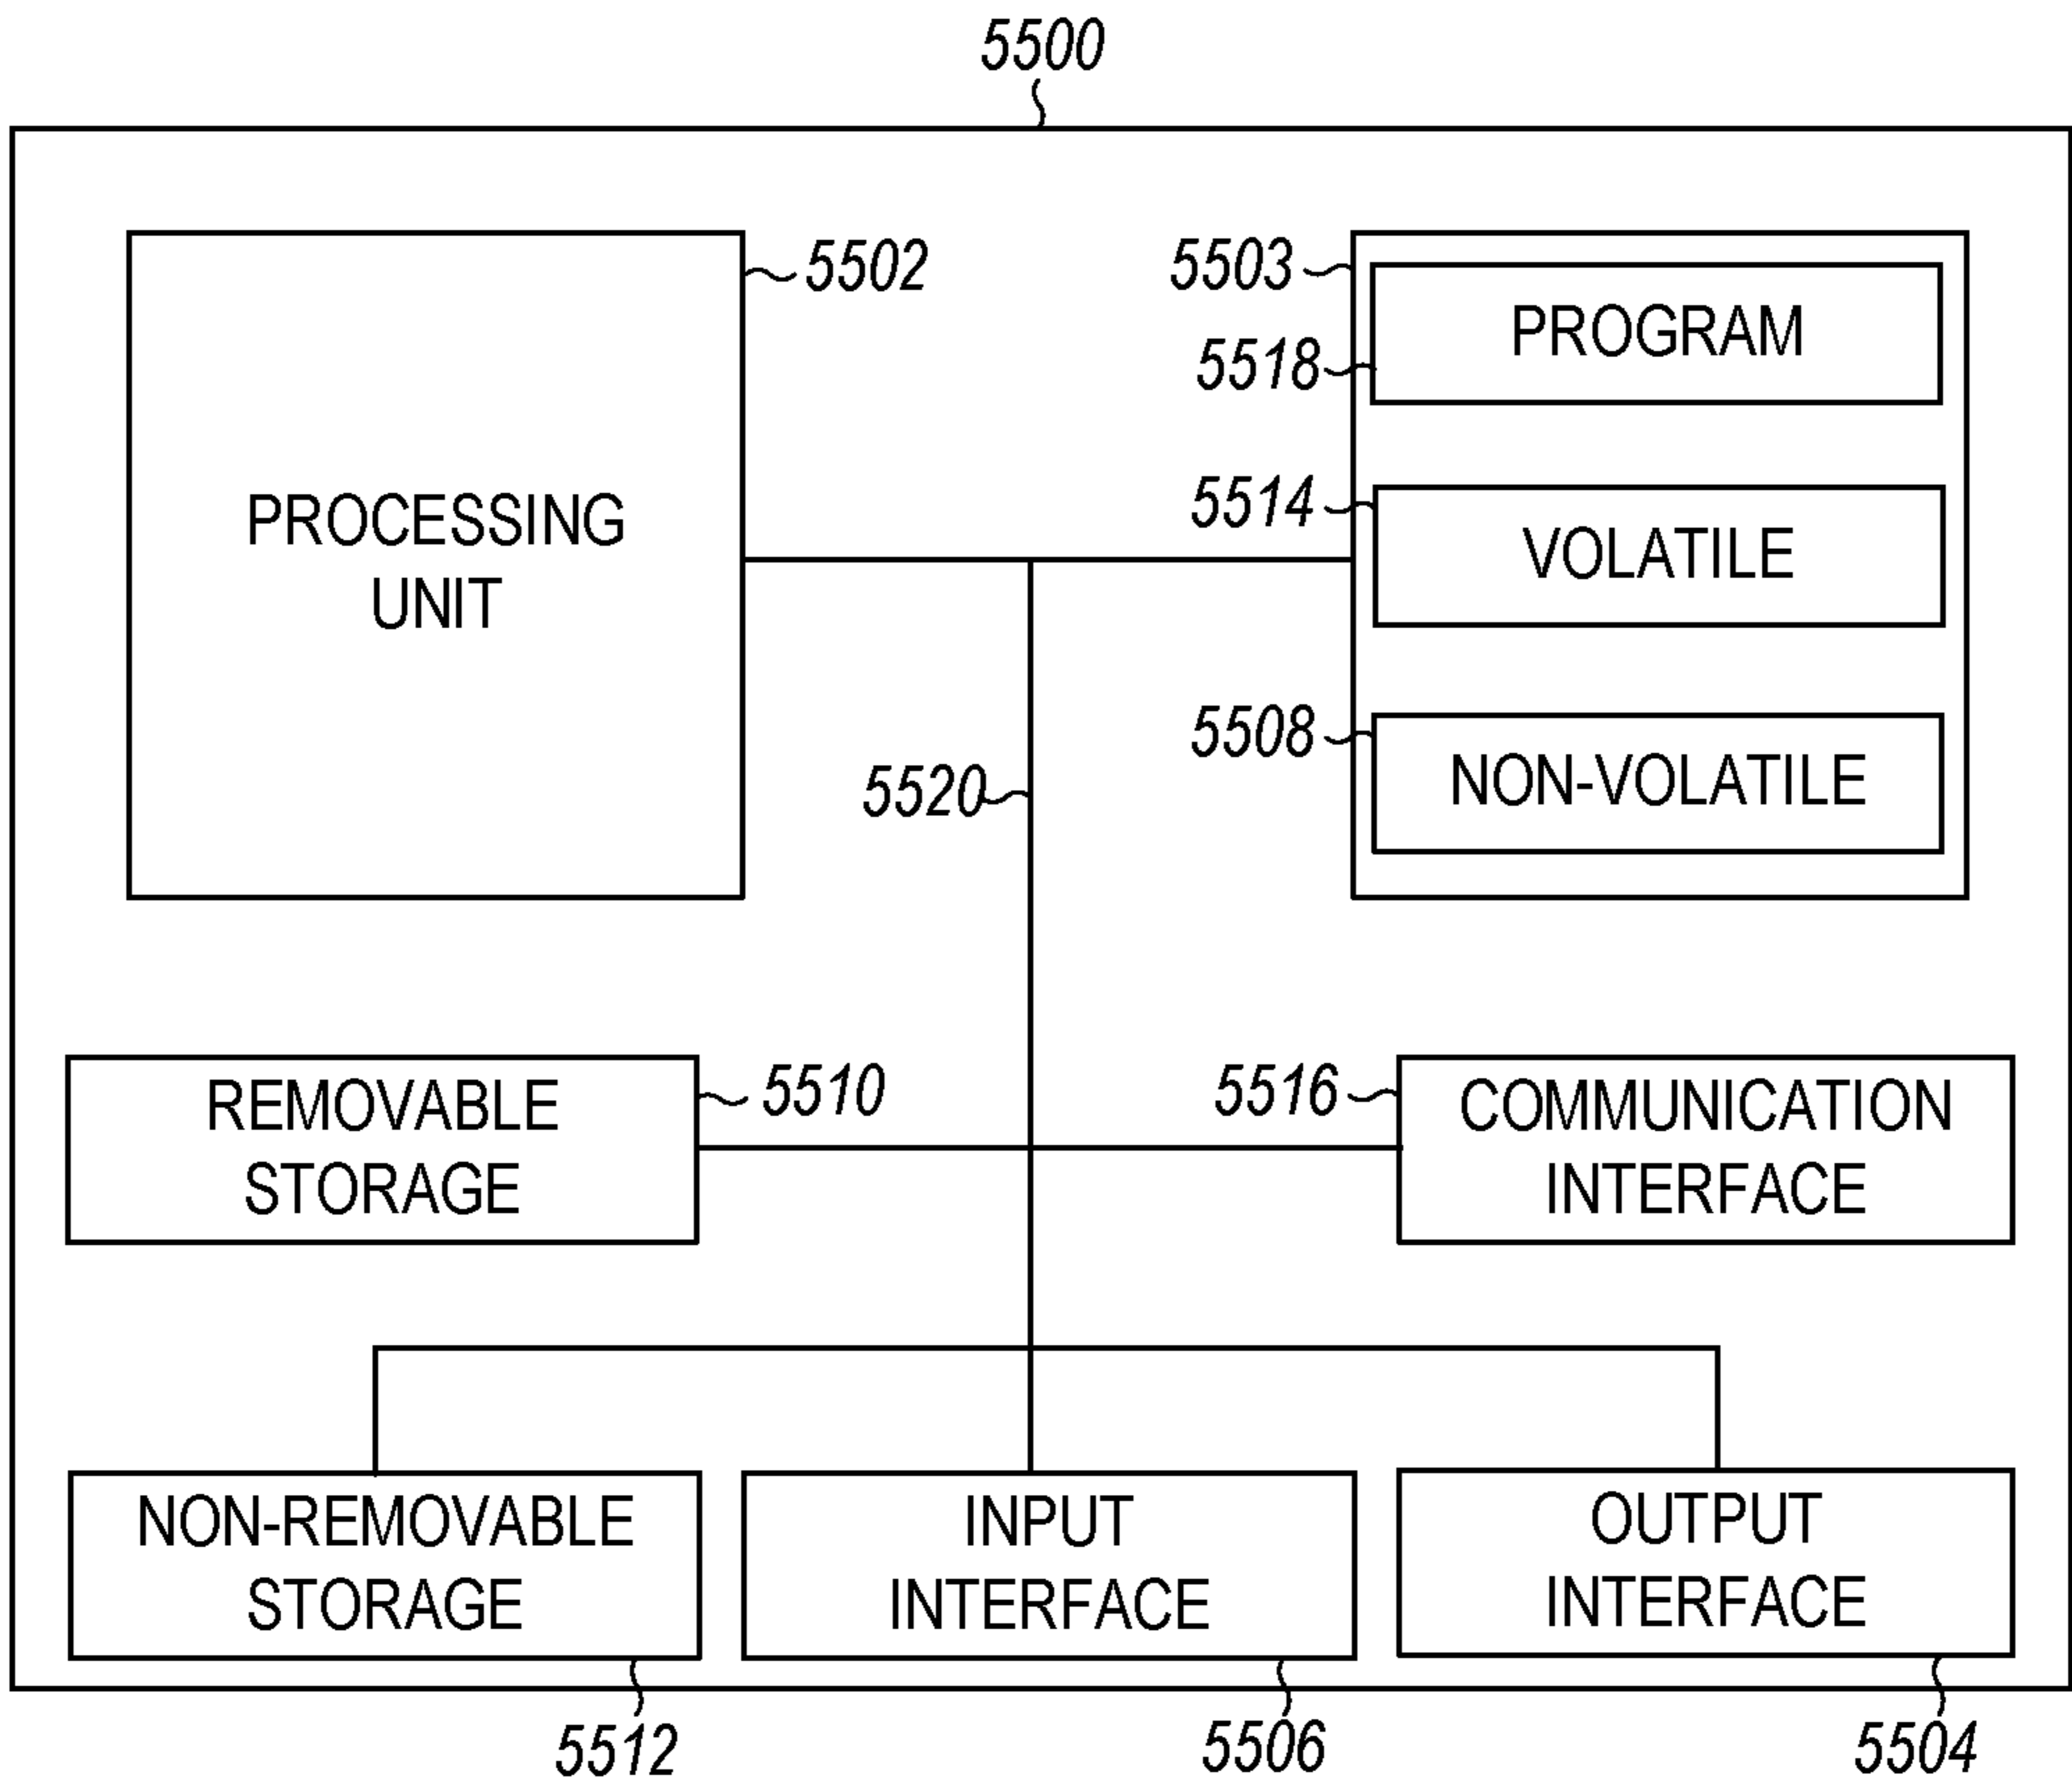 5500
5502
5503
PROGRAM
5518
5514
VOLATILE
PROCESSING
UNIT
5508
NON-VOLATILE
5520
REMOVABLE
STORAGE
5510
5516
COMMUNICATION
INTERFACE
NON-REMOVABLE
STORAGE
INPUT
INTERFACE
OUTPUT
INTERFACE
5512
5506
5504